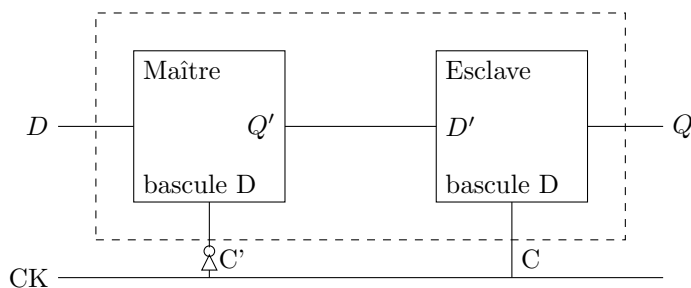 Maître
Esclave
D
Q′
D′
Q
bascule D
bascule D
C'
C
CK